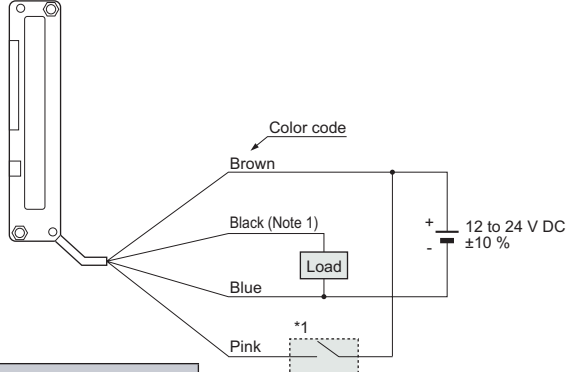 Color code
Brown
Black (Note 1)
+
12 to 24 V DC
±10 %
-
Load
Blue
*1
Pink